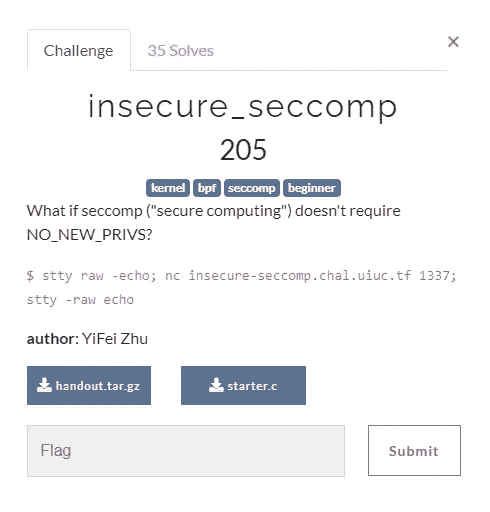 Challenge
35 Solves
×
insecure_seccomp
205
kernel bpf seccomp beginner
What if seccomp ("secure computing") doesn't require
NO_NEW_PRIVS?
$ stty raw -echo; nc insecure-seccomp.chal.uiuc.tf 1337;
stty -raw echo
author: YiFei Zhu
handout.tar.gz
starter.c
Flag
Submit